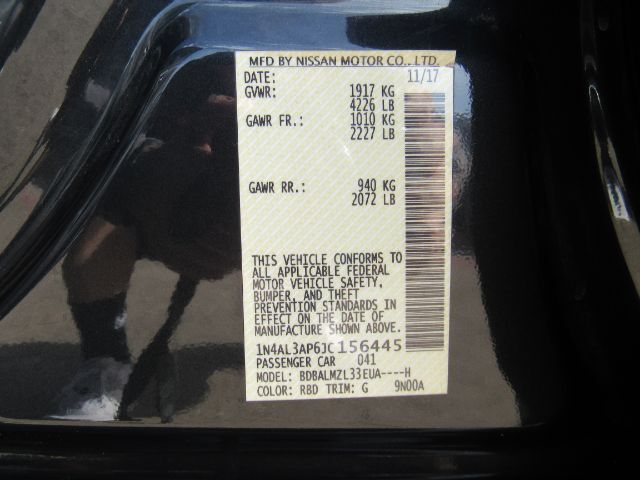 MFD BY NISSAN MOTOR CO., LTD.
DATE: 11/17
GVWR: 1917 KG
4226 LB
GAWR FR.: 1010 KG
2227 LB
GAWR RR.: 940 KG
2072 LB
THIS VEHICLE CONFORMS TO
ALL APPLICABLE FEDERAL
MOTOR VEHICLE SAFETY,
BUMPER, AND THEFT
PREVENTION STANDARDS IN
EFFECT ON THE DATE OF
MANUFACTURE SHOWN ABOVE.
1N4AL3AP6JC156445
PASSENGER CAR 041
MODEL: BDBALMZL33EUA----H
COLOR: RBD TRIM: G 9N00A